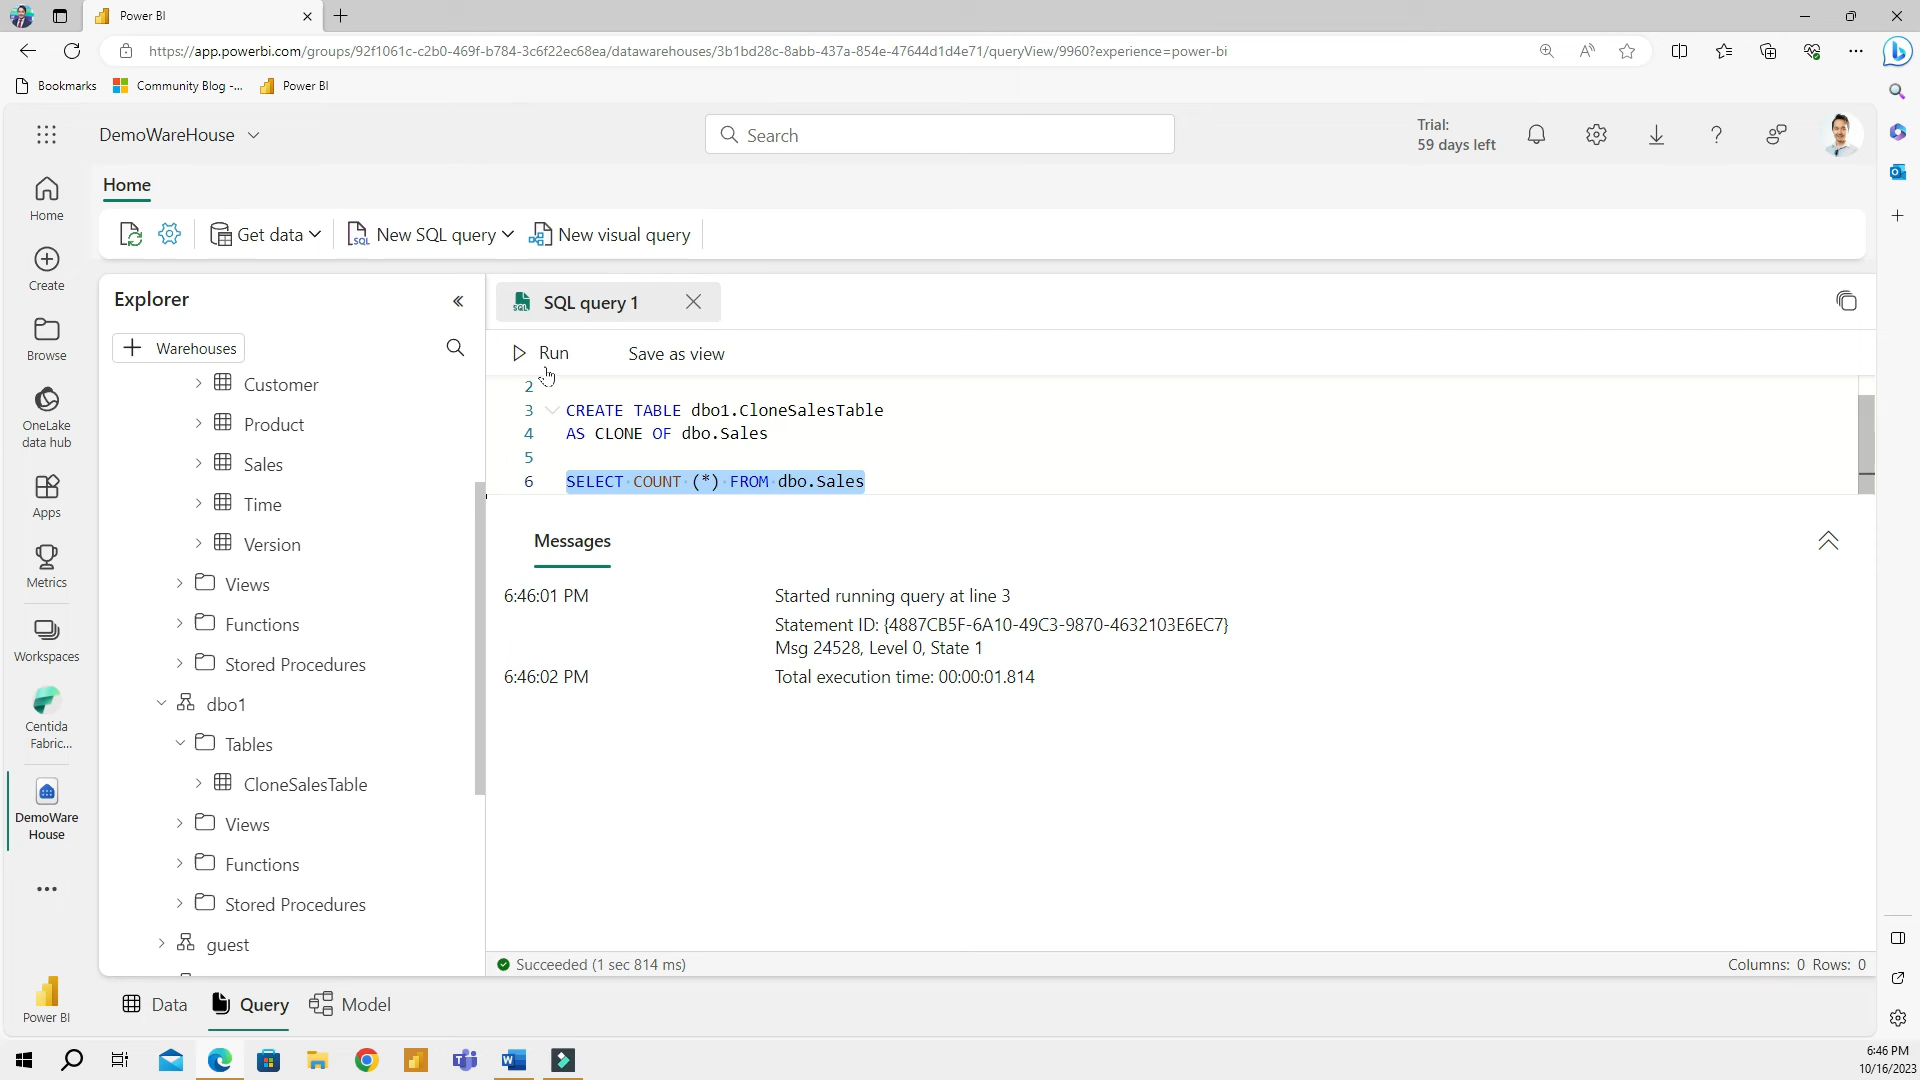 Power BI
https://app.powerbi.com/groups/92f1061c-c2b0-469f-b784-3c6f22ec68ea/datawarehouses/3b1bd28c-8abb-437a-854e-47644d1d4e71/queryView/9960?experience=power-bi
Bookmarks
Community Blog -...
Power BI
DemoWareHouse
Search
Trial:
59 days left
Home
Get data
New SQL query
New visual query
Home
Create
Browse
OneLake
data hub
Apps
Metrics
Workspaces
Centida
Fabric...
DemoWare
House
Power BI
Explorer
Warehouses
Customer
Product
Sales
Time
Version
Views
Functions
Stored Procedures
dbo1
Tables
CloneSalesTable
Views
Functions
Stored Procedures
guest
SQL query 1
Run
Save as view
2
3 CREATE TABLE dbo1.CloneSalesTable
4 AS CLONE OF dbo.Sales
5
6 SELECT COUNT (*) FROM dbo.Sales
Messages
6:46:01 PM Started running query at line 3
Statement ID: {4887CB5F-6A10-49C3-9870-4632103E6EC7}
Msg 24528, Level 0, State 1
6:46:02 PM Total execution time: 00:00:01.814
Succeeded (1 sec 814 ms)
Columns: 0 Rows: 0
Data
Query
Model
6:46 PM
10/16/2023